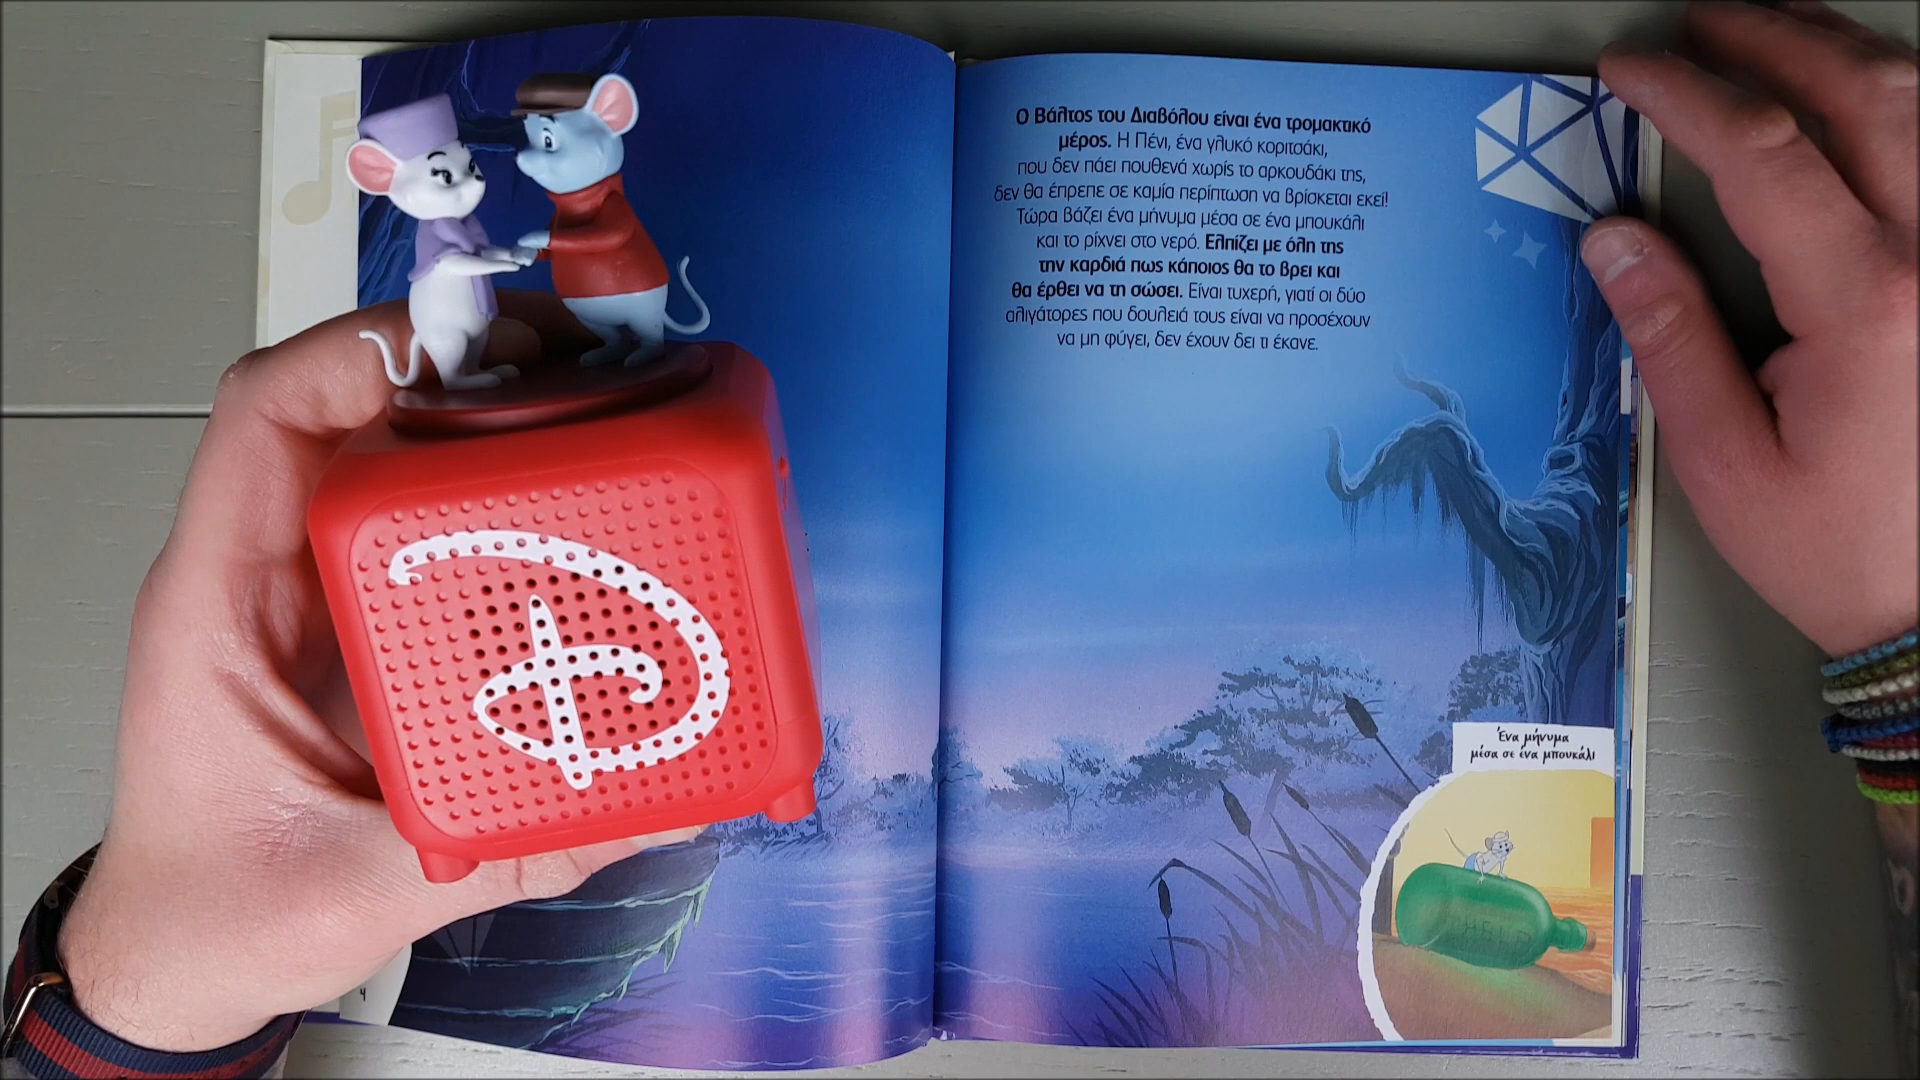 Ο Βάλτος του Διαβόλου είναι ένα τρομακτικό
μέρος. Η Πένι, ένα γλυκό κοριτσάκι,
που δεν πάει πουθενά χωρίς το αρκουδάκι της,
δεν θα έπρεπε σε καμία περίπτωση να βρίσκεται εκεί!
Τώρα βάζει ένα μήνυμα μέσα σε ένα μπουκάλι
και το ρίχνει στο νερό. Ελπίζει με όλη της
την καρδιά πως κάποιος θα το βρει και
θα έρθει να τη σώσει. Είναι τυχερή, γιατί οι δύο
αλιγάτορες που δουλειά τους είναι να προσέχουν
να μη φύγει, δεν έχουν δει τι έκανε.
Ένα μήνυμα
μέσα σε ένα μπουκάλι
D
4